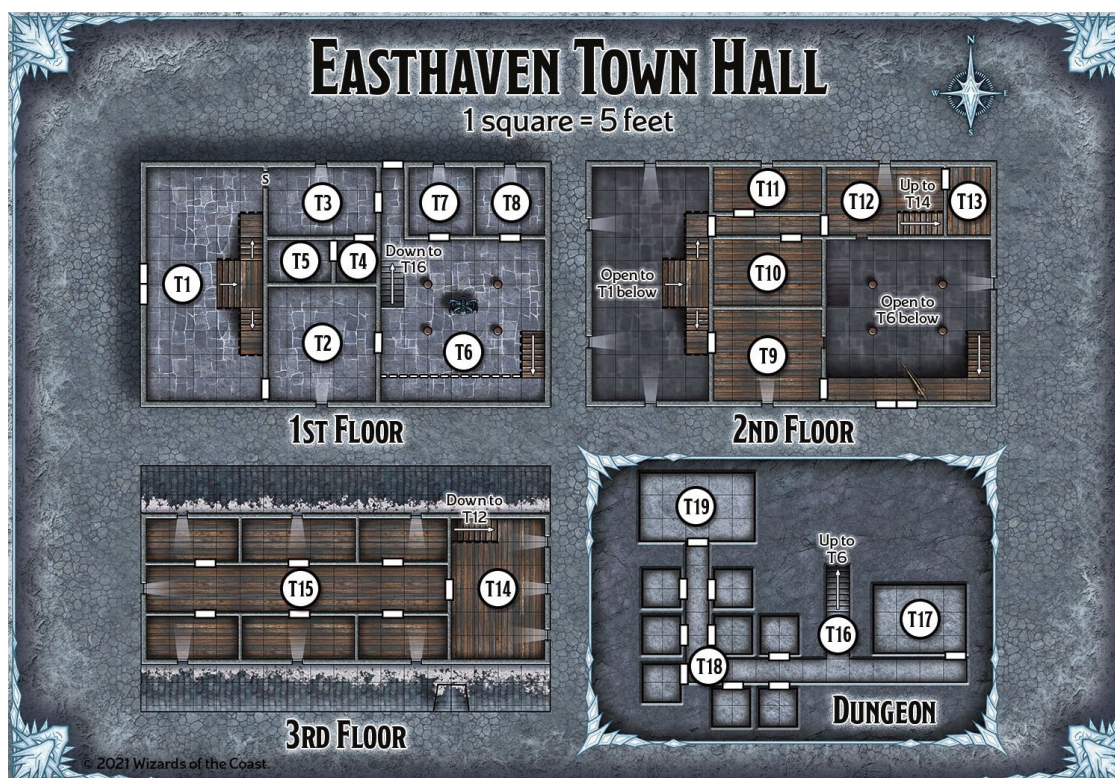 EASTHAVEN TOWN HALL
1 square = 5 feet
N
W
E
S
S
T3
T7
T8
T5
T4
Down to
T16
T1
T2
T6
1ST FLOOR
T11
T12
Up to
T14
T13
Open to
T1 below
T10
Open to
T6 below
T9
2ND FLOOR
Down to
T12
T15
T14
3RD FLOOR
T19
Up to
T6
T17
T16
T18
DUNGEON
© 2021 Wizards of the Coast.